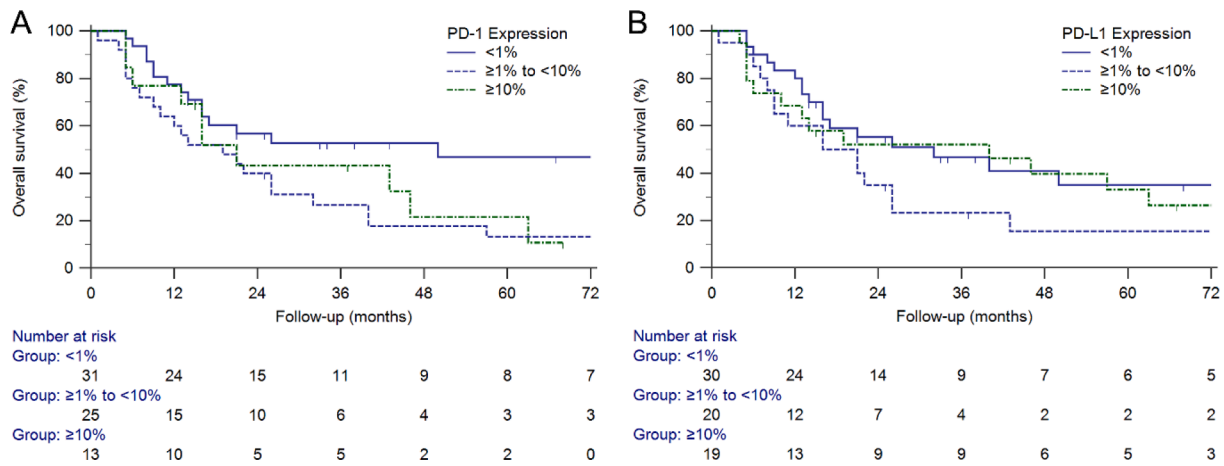 A
PD-1 Expression
<1%
≥1% to <10%
≥10%
Overall survival (%)
100
80
60
40
20
0
0 12 24 36 48 60 72
Follow-up (months)
Number at risk
Group: <1%
31 24 15 11 9 8 7
Group: ≥1% to <10%
25 15 10 6 4 3 3
Group: ≥10%
13 10 5 5 2 2 0
B
PD-L1 Expression
<1%
≥1% to <10%
≥10%
Overall survival (%)
100
80
60
40
20
0
0 12 24 36 48 60 72
Follow-up (months)
Number at risk
Group: <1%
30 24 14 9 7 6 5
Group: ≥1% to <10%
20 12 7 4 2 2 2
Group: ≥10%
19 13 9 9 6 5 3